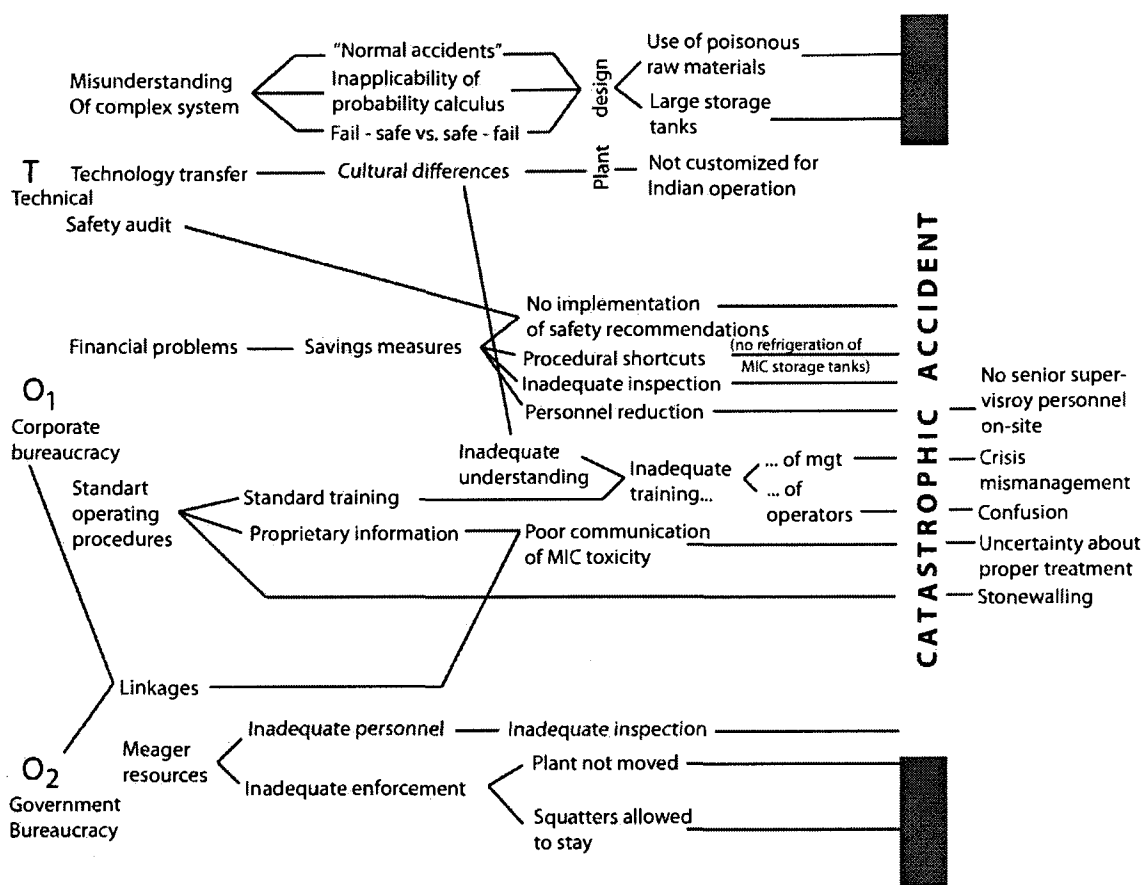 Misunderstanding
Of complex system
"Normal accidents"
Inapplicability of
probability calculus
Fail - safe vs. safe - fail
Plant design
Use of poisonous
raw materials
Large storage
tanks
T
Technical
Technology transfer
Cultural differences
Not customized for
Indian operation
Safety audit
No implementation
of safety recommendations
Financial problems
Savings measures
Procedural shortcuts
(no refrigeration of
MIC storage tanks)
Inadequate inspection
Personnel reduction
No senior super-
visroy personnel
on-site
O1
Corporate
bureaucracy
Inadequate
understanding
Inadequate
training...
... of mgt
... of
operators
Crisis
mismanagement
Confusion
Standart
operating
procedures
Standard training
Proprietary information
Poor communication
of MIC toxicity
Uncertainty about
proper treatment
Stonewalling
CATASTROPHIC ACCIDENT
Linkages
O2
Government
Bureaucracy
Meager
resources
Inadequate personnel
Inadequate inspection
Inadequate enforcement
Plant not moved
Squatters allowed
to stay